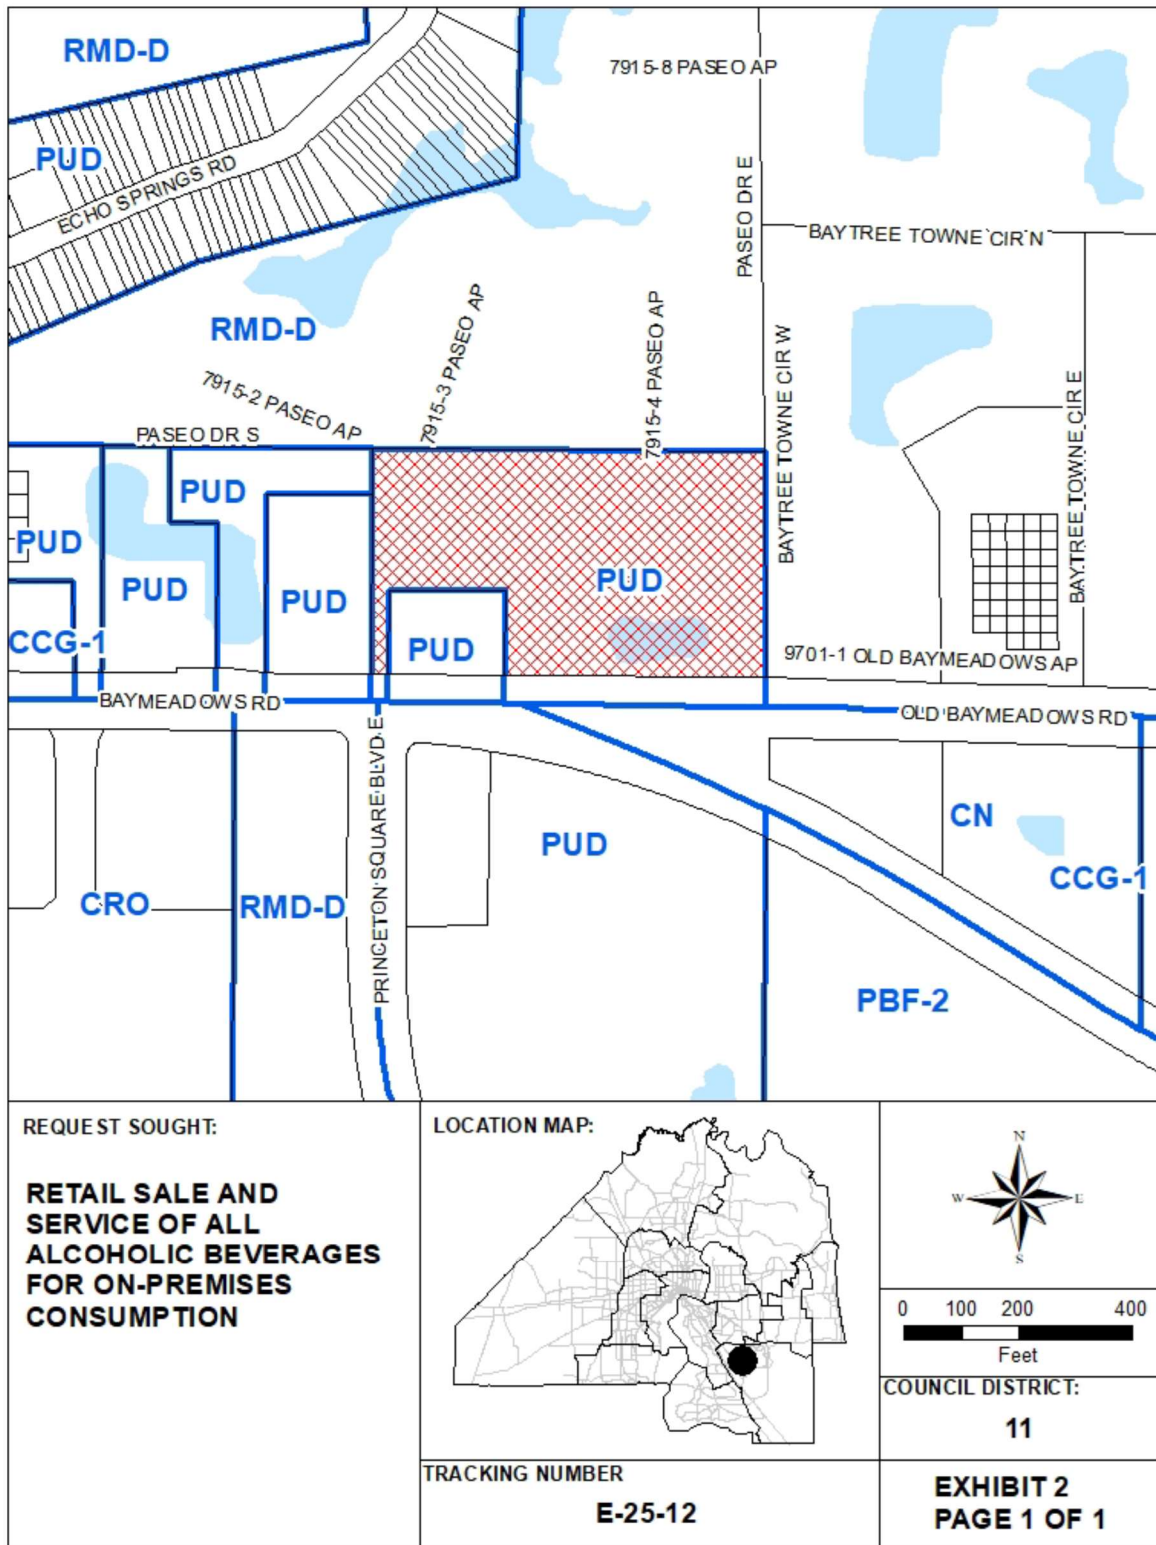 RMD-D
7915-8 PASEO AP
PUD
ECHO SPRINGS RD
PASEO DR E
BAYTREE TOWNE CIR N
RMD-D
7915-2 PASEO AP
7915-3 PASEO AP
7915-4 PASEO AP
BAYTREE TOWNE CIR W
BAYTREE TOWNE CIR E
PASEO DR S
PUD
PUD
PUD
PUD
PUD
PUD
CCG-1
9701-1 OLD BAYMEADOWS AP
BAYMEADOWS RD
OLD BAYMEADOWS RD
PRINCETON SQUARE BLVD E
PUD
CN
CCG-1
CRO
RMD-D
PBF-2
REQUEST SOUGHT:
RETAIL SALE AND
SERVICE OF ALL
ALCOHOLIC BEVERAGES
FOR ON-PREMISES
CONSUMPTION
LOCATION MAP:
N
W E
S
0 100 200 400
Feet
COUNCIL DISTRICT:
11
TRACKING NUMBER
E-25-12
EXHIBIT 2
PAGE 1 OF 1